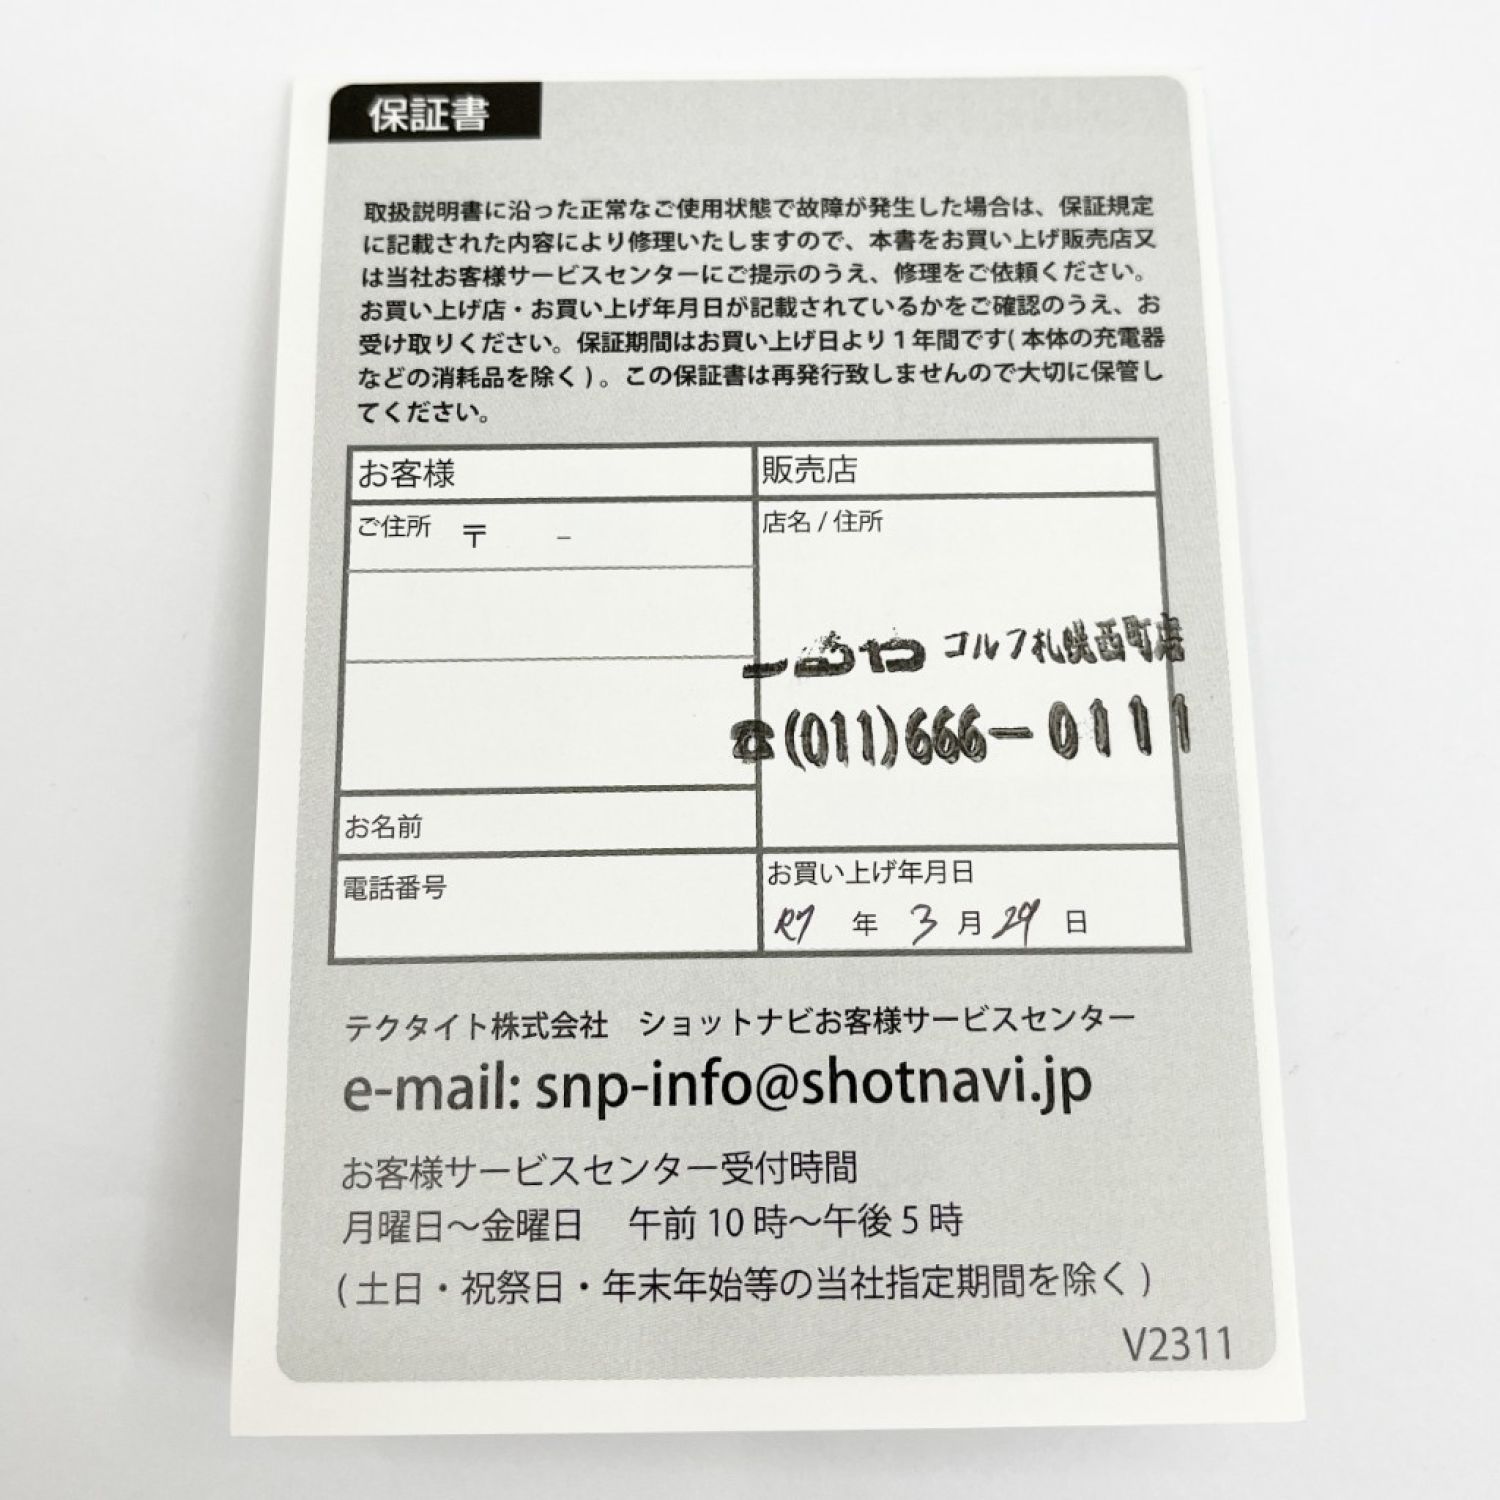 保証書
取扱説明書に沿った正常なご使用状態で故障が発生した場合は、保証規定
に記載された内容により修理いたしますので、本書をお買い上げ販売店又
は当社お客様サービスセンターにご提示のうえ、修理をご依頼ください。
お買い上げ店・お買い上げ年月日が記載されているかをご確認のうえ、お
受け取りください。保証期間はお買い上げ日より1年間です(本体の充電器
などの消耗品を除く)。この保証書は再発行致しませんので大切に保管し
てください。
お客様
販売店
ご住所 〒 -
店名 / 住所
ゴルフ札幌西町店
☎(011)666-0111
お名前
電話番号
お買い上げ年月日
R7 年 3 月 29 日
テクタイト株式会社 ショットナビお客様サービスセンター
e-mail: snp-info@shotnavi.jp
お客様サービスセンター受付時間
月曜日〜金曜日 午前 10 時〜午後 5 時
(土日・祝祭日・年末年始等の当社指定期間を除く)
V2311